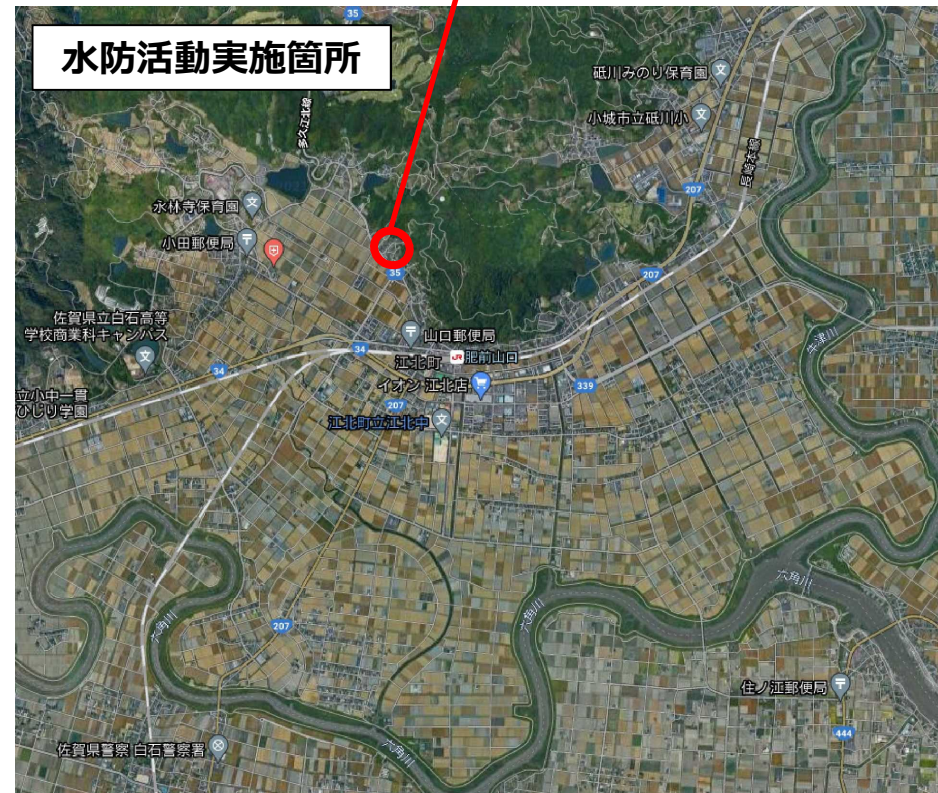 35
水防活動実施箇所
砥川みのり保育園
小城市立砥川小
多久江北線
長崎本線
207
永林寺保育園
小田郵便局
35
207
佐賀県立白石高等
学校商業科キャンパス
山口郵便局
34
江北町
JR 肥前山口
34
イオン 江北店
339
牛津川
立小中一貫
ひじり学園
207
江北町立江北中
六角川
六角川
六角川
207
住ノ江郵便局
444
佐賀県警察 白石警察署
六角川